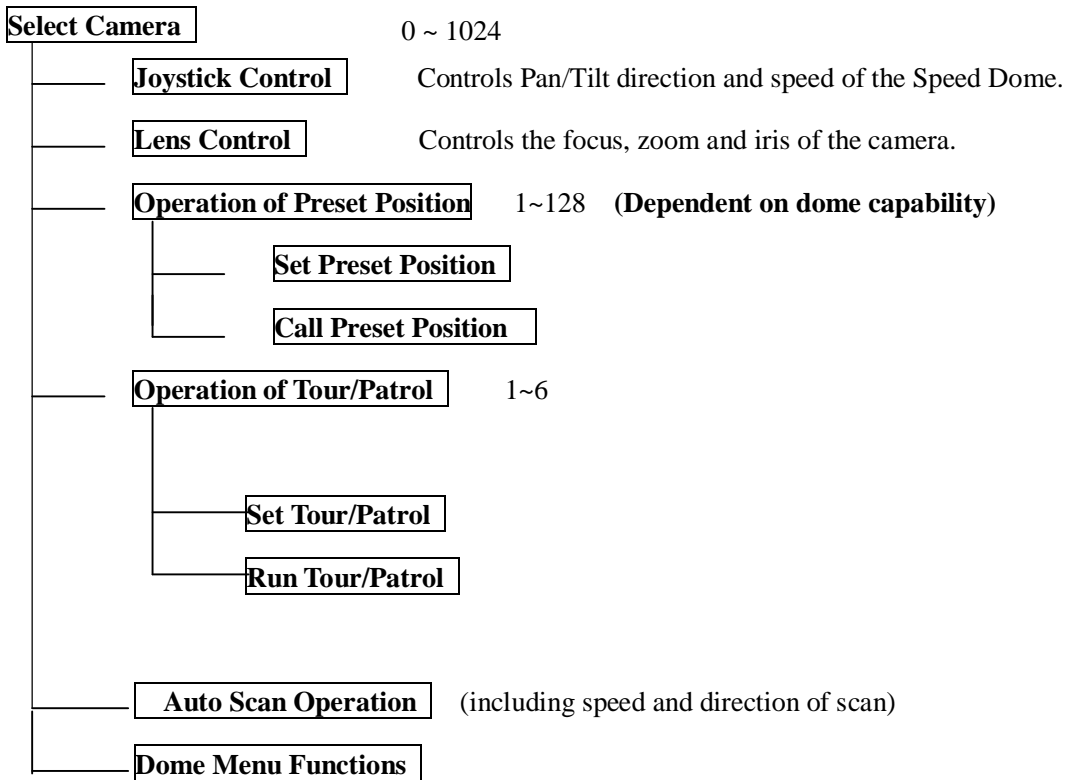 Select Camera 0 ~ 1024
Joystick Control Controls Pan/Tilt direction and speed of the Speed Dome.
Lens Control Controls the focus, zoom and iris of the camera.
Operation of Preset Position 1~128 (Dependent on dome capability)
Set Preset Position
Call Preset Position
Operation of Tour/Patrol 1~6
Set Tour/Patrol
Run Tour/Patrol
Auto Scan Operation (including speed and direction of scan)
Dome Menu Functions